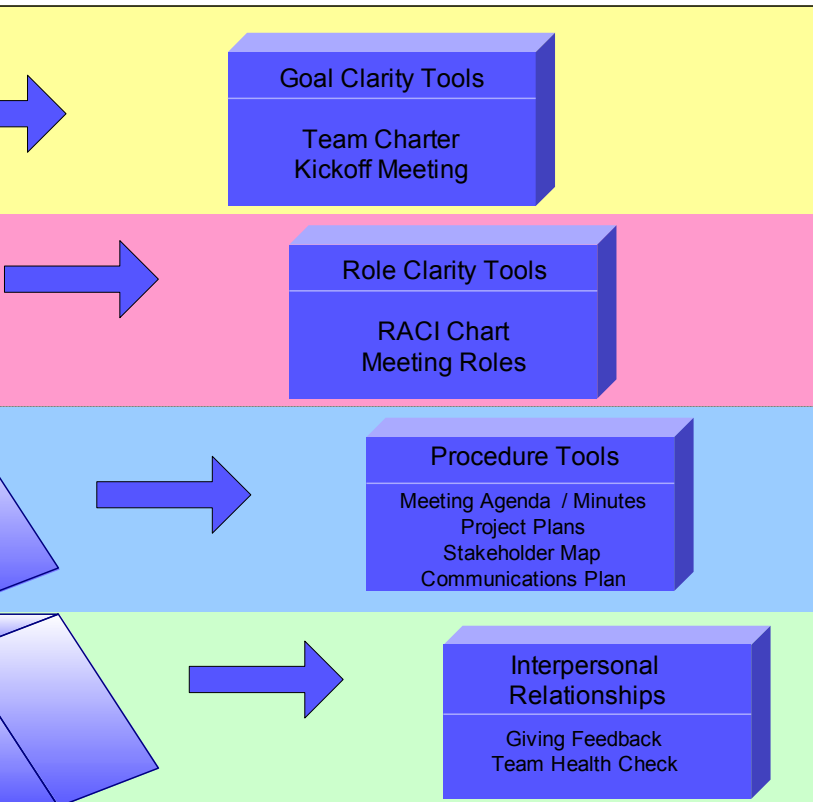 Goal Clarity Tools
Team Charter
Kickoff Meeting
Role Clarity Tools
RACI Chart
Meeting Roles
Procedure Tools
Meeting Agenda / Minutes
Project Plans
Stakeholder Map
Communications Plan
Interpersonal
Relationships
Giving Feedback
Team Health Check